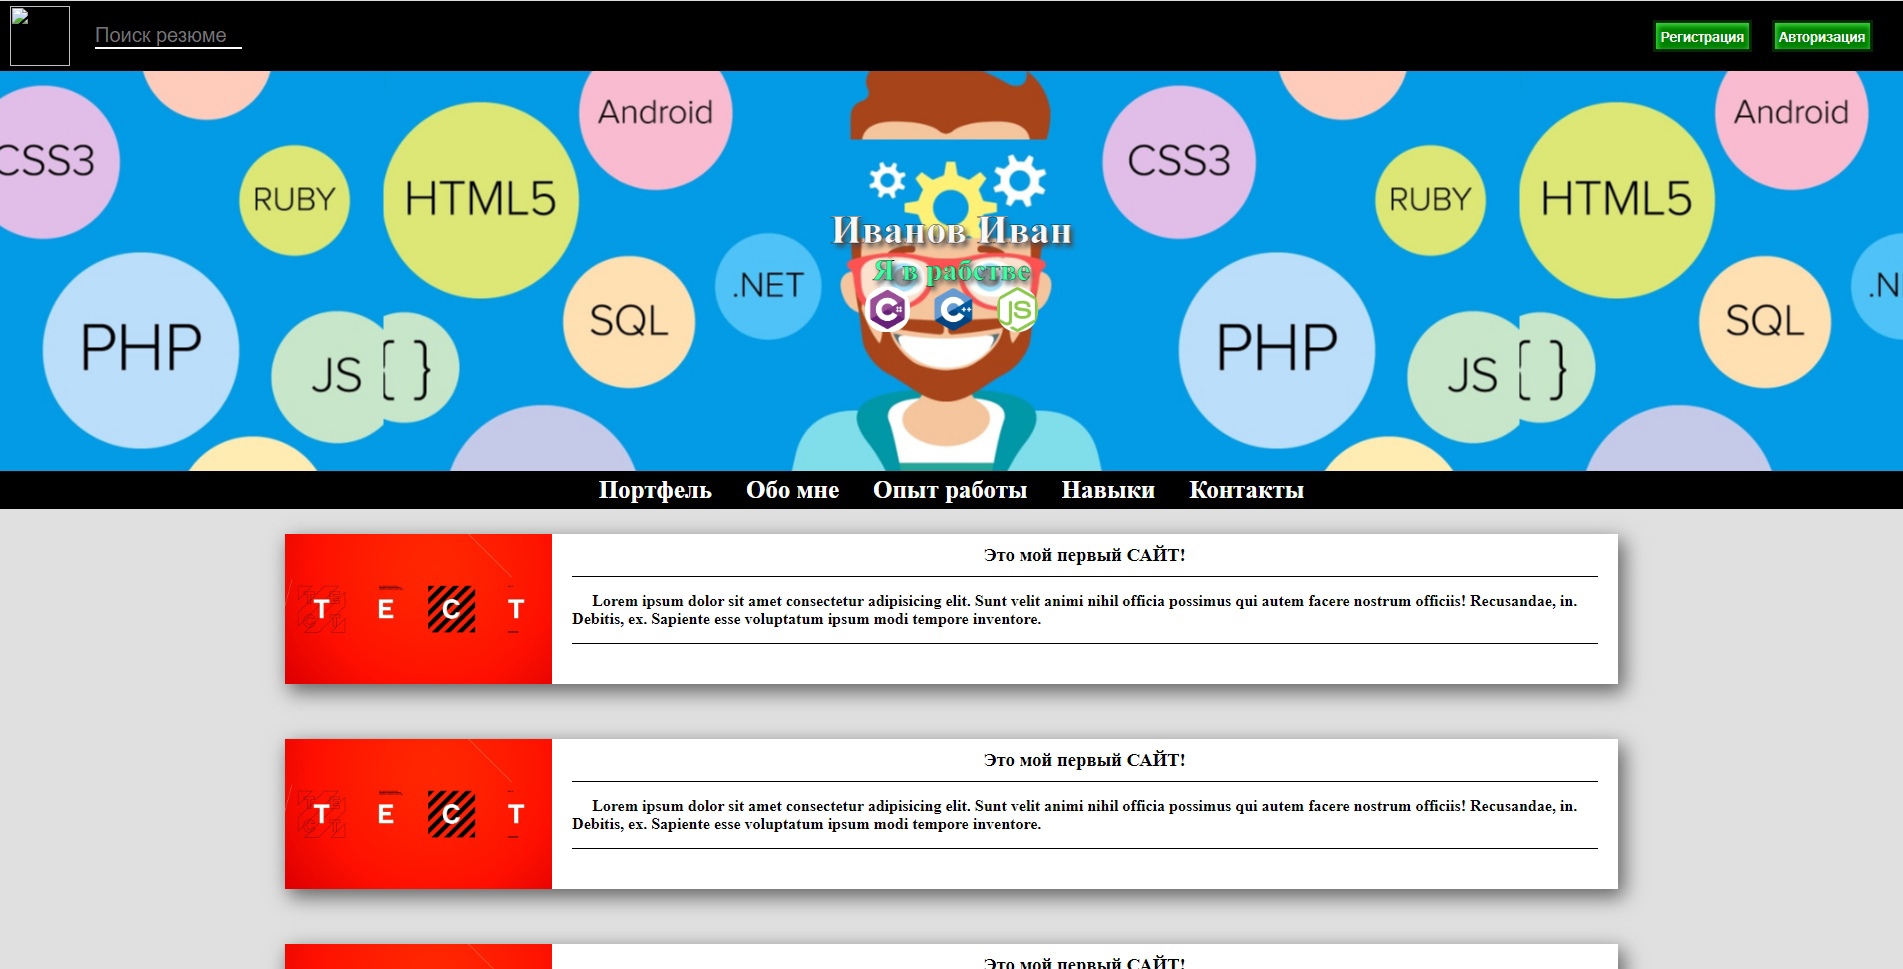 Поиск резюме
Регистрация Авторизация
Android Android
CSS3 CSS3
RUBY HTML5 RUBY HTML5
Иванов Иван
Я в рабстве
.NET .N
C# C++ JS
SQL SQL
PHP PHP
JS { } JS { }
Портфель Обо мне Опыт работы Навыки Контакты
ТЕСТ
Это мой первый САЙТ!
Lorem ipsum dolor sit amet consectetur adipisicing elit. Sunt velit animi nihil officia possimus qui autem facere nostrum officiis! Recusandae, in.
Debitis, ex. Sapiente esse voluptatum ipsum modi tempore inventore.
ТЕСТ
Это мой первый САЙТ!
Lorem ipsum dolor sit amet consectetur adipisicing elit. Sunt velit animi nihil officia possimus qui autem facere nostrum officiis! Recusandae, in.
Debitis, ex. Sapiente esse voluptatum ipsum modi tempore inventore.
Это мой первый САЙТ!